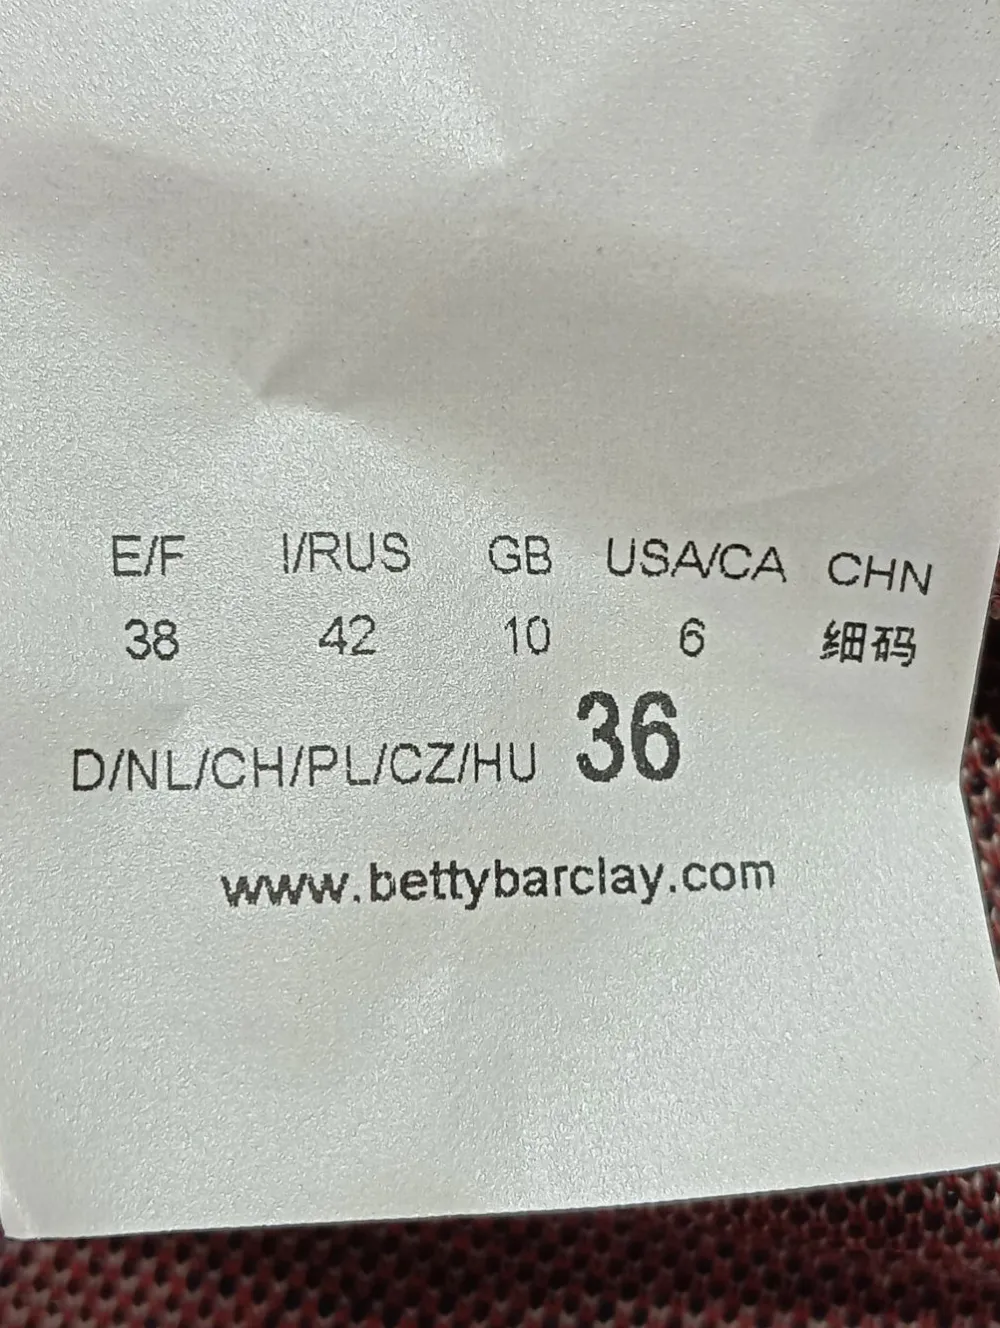 E/F I/RUS GB USA/CA CHN
38 42 10 6 细码
D/NL/CH/PL/CZ/HU 36
www.bettybarclay.com